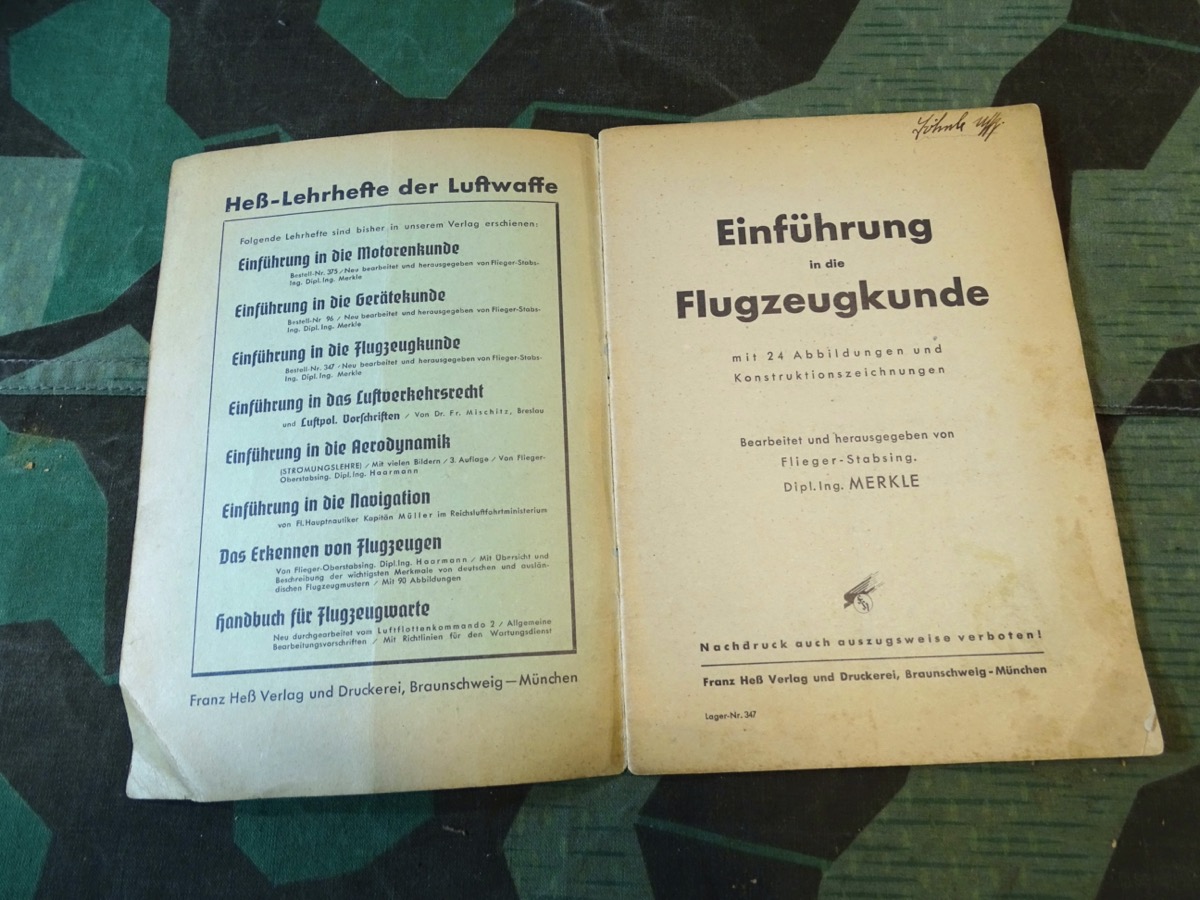 Heß-Lehrhefte der Luftwaffe
Folgende Lehrhefte sind bisher in unserem Verlag erschienen:
Einführung in die Motorenkunde
Bestell-Nr. 375 / Neu bearbeitet und herausgegeben von Flieger-Stabs-
Ing. Dipl. Ing. Merkle
Einführung in die Gerätekunde
Bestell-Nr 96 / Neu bearbeitet und herausgegeben von Flieger-Stabs-
Ing. Dipl. Ing. Merkle
Einführung in die Flugzeugkunde
Bestell-Nr. 347 / Neu bearbeitet und herausgegeben von Flieger-Stabs-
Ing. Dipl. Ing. Merkle
Einführung in das Luftverkehrsrecht
und Luftpol. Vorschriften / Von Dr. Fr. Mischitz, Breslau
Einführung in die Aerodynamik
(STRÖMUNGSLEHRE) / Mit vielen Bildern / 3. Auflage / Von Flieger-
Oberstabsing. Dipl. Ing. Haarmann
Einführung in die Navigation
von Fl. Hauptnautiker Kapitän Müller im Reichsluftfahrtministerium
Das Erkennen von Flugzeugen
Von Flieger-Oberstabsing. Dipl. Ing. Haarmann / Mit Übersicht und
Beschreibung der wichtigsten Merkmale von deutschen und auslän-
dischen Flugzeugmustern / Mit 90 Abbildungen
Handbuch für Flugzeugwarte
Neu durchgearbeitet vom Luftflottenkommando 2 / Allgemeine
Bearbeitungsvorschriften / Mit Richtlinien für den Wartungsdienst
Franz Heß Verlag und Druckerei, Braunschweig — München
Einführung
in die
Flugzeugkunde
mit 24 Abbildungen und
Konstruktionszeichnungen
Bearbeitet und herausgegeben von
Flieger-Stabsing.
Dipl. Ing. MERKLE
Nachdruck auch auszugsweise verboten!
Franz Heß Verlag und Druckerei, Braunschweig - München
Lager-Nr. 347